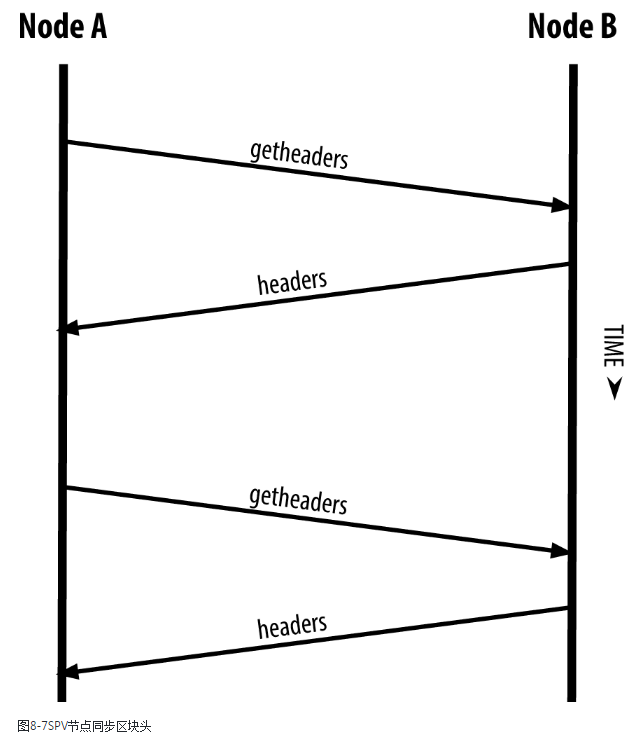 Node A
Node B
getheaders
headers
TIME
getheaders
headers
图8-7SPV节点同步区块头